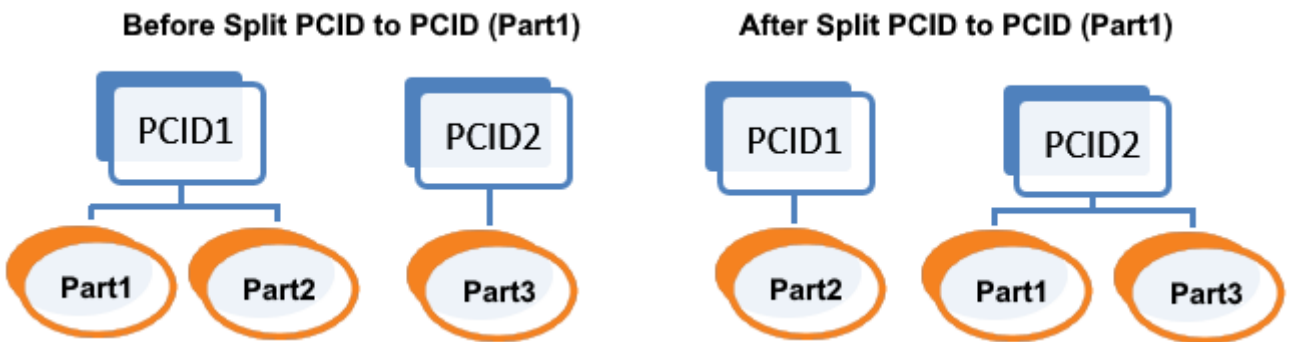 Before Split PCID to PCID (Part1)
After Split PCID to PCID (Part1)
PCID1
PCID2
PCID1
PCID2
Part1
Part2
Part3
Part2
Part1
Part3